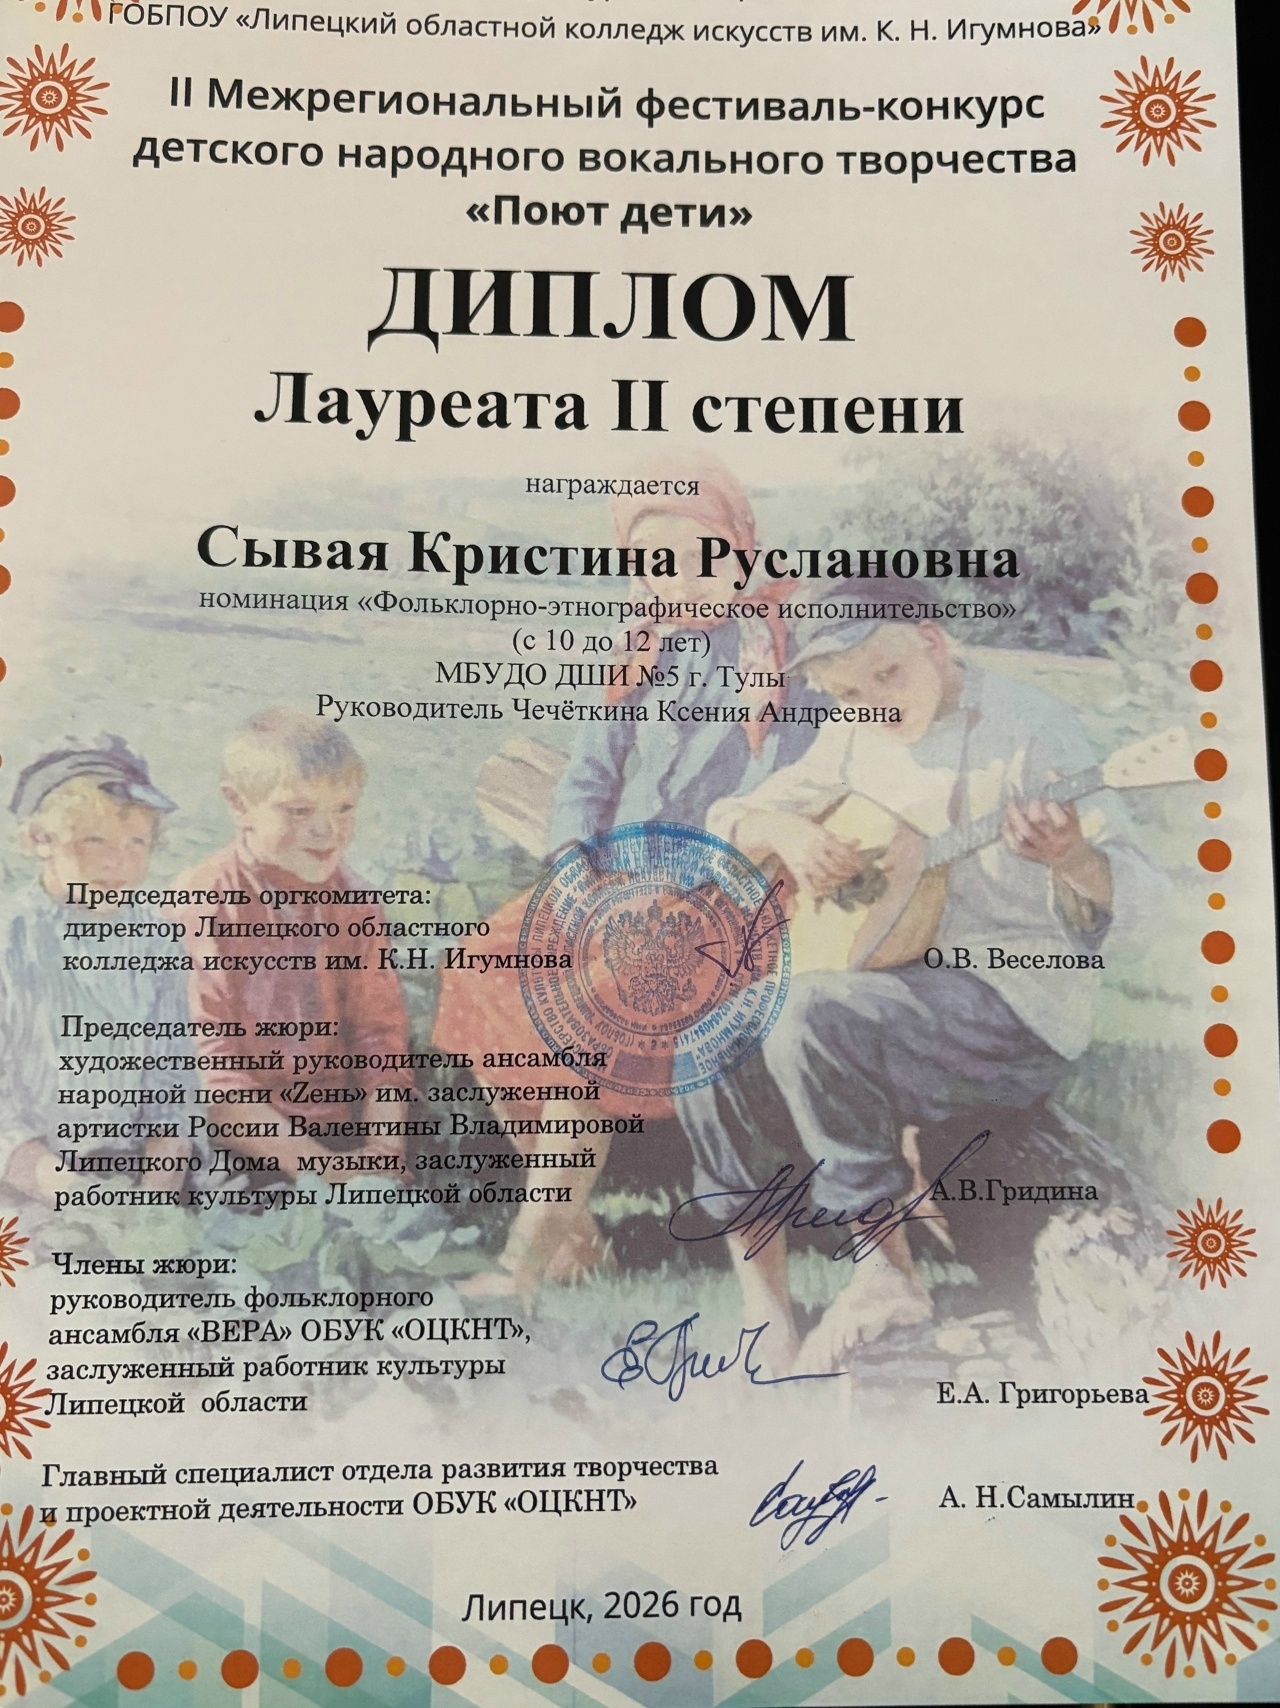 ГОБПОУ «Липецкий областной колледж искусств им. К. Н. Игумнова»
II Межрегиональный фестиваль-конкурс
детского народного вокального творчества
«Поют дети»
ДИПЛОМ
Лауреата II степени
награждается
Сывая Кристина Руслановна
номинация «Фольклорно-этнографическое исполнительство»
(с 10 до 12 лет)
МБУДО ДШИ №5 г. Тулы
Руководитель Чечёткина Ксения Андреевна
Председатель оргкомитета:
директор Липецкого областного
колледжа искусств им. К.Н. Игумнова О.В. Веселова
Председатель жюри:
художественный руководитель ансамбля
народной песни «Zень» им. заслуженной
артистки России Валентины Владимировой
Липецкого Дома музыки, заслуженный
работник культуры Липецкой области А.В.Гридина
Члены жюри:
руководитель фольклорного
ансамбля «ВЕРА» ОБУК «ОЦКНТ»,
заслуженный работник культуры
Липецкой области Е.А. Григорьева
Главный специалист отдела развития творчества
и проектной деятельности ОБУК «ОЦКНТ» А. Н.Самылин
Липецк, 2026 год